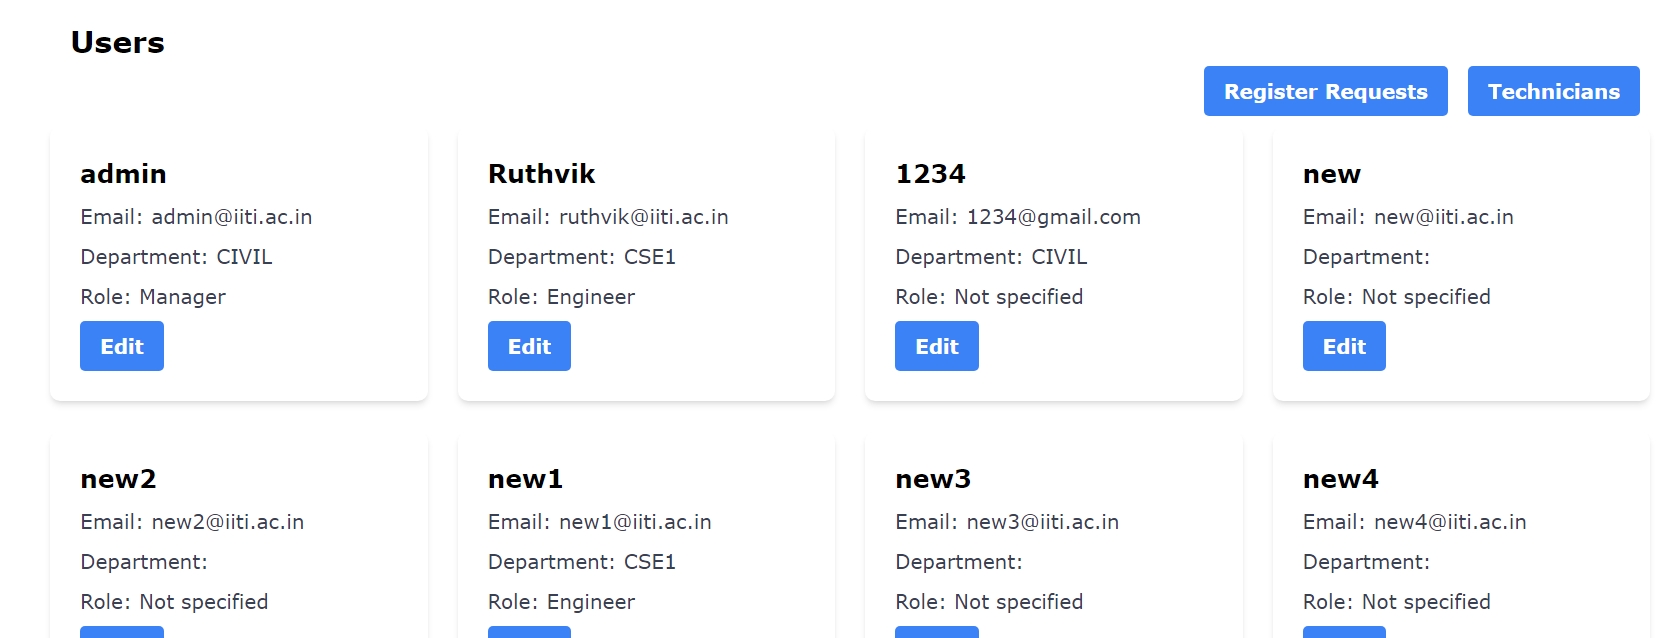 Users
Register Requests
Technicians
admin
Email: admin@iiti.ac.in
Department: CIVIL
Role: Manager
Edit
Ruthvik
Email: ruthvik@iiti.ac.in
Department: CSE1
Role: Engineer
Edit
1234
Email: 1234@gmail.com
Department: CIVIL
Role: Not specified
Edit
new
Email: new@iiti.ac.in
Department:
Role: Not specified
Edit
new2
Email: new2@iiti.ac.in
Department:
Role: Not specified
new1
Email: new1@iiti.ac.in
Department: CSE1
Role: Engineer
new3
Email: new3@iiti.ac.in
Department:
Role: Not specified
new4
Email: new4@iiti.ac.in
Department:
Role: Not specified